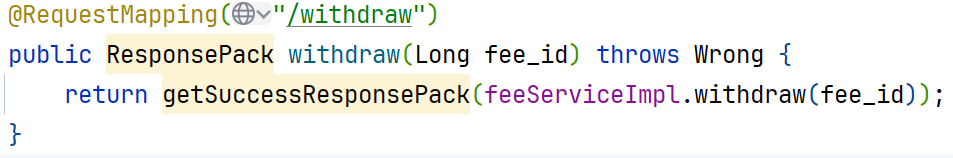 @RequestMapping("/withdraw")
public ResponsePack withdraw(Long fee_id) throws Wrong {
    return getSuccessResponsePack(feeServiceImpl.withdraw(fee_id));
}